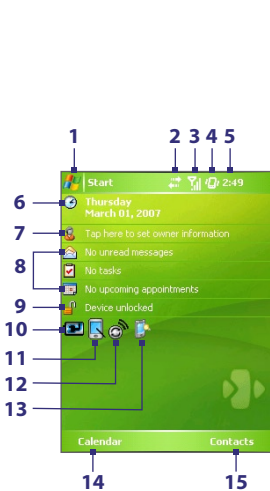 1 2 3 4 5
Start 2:49
6 Thursday
March 01, 2007
7 Tap here to set owner information
8 No unread messages
No tasks
No upcoming appointments
9 Device unlocked
10
11
12
13
Calendar Contacts
14 15